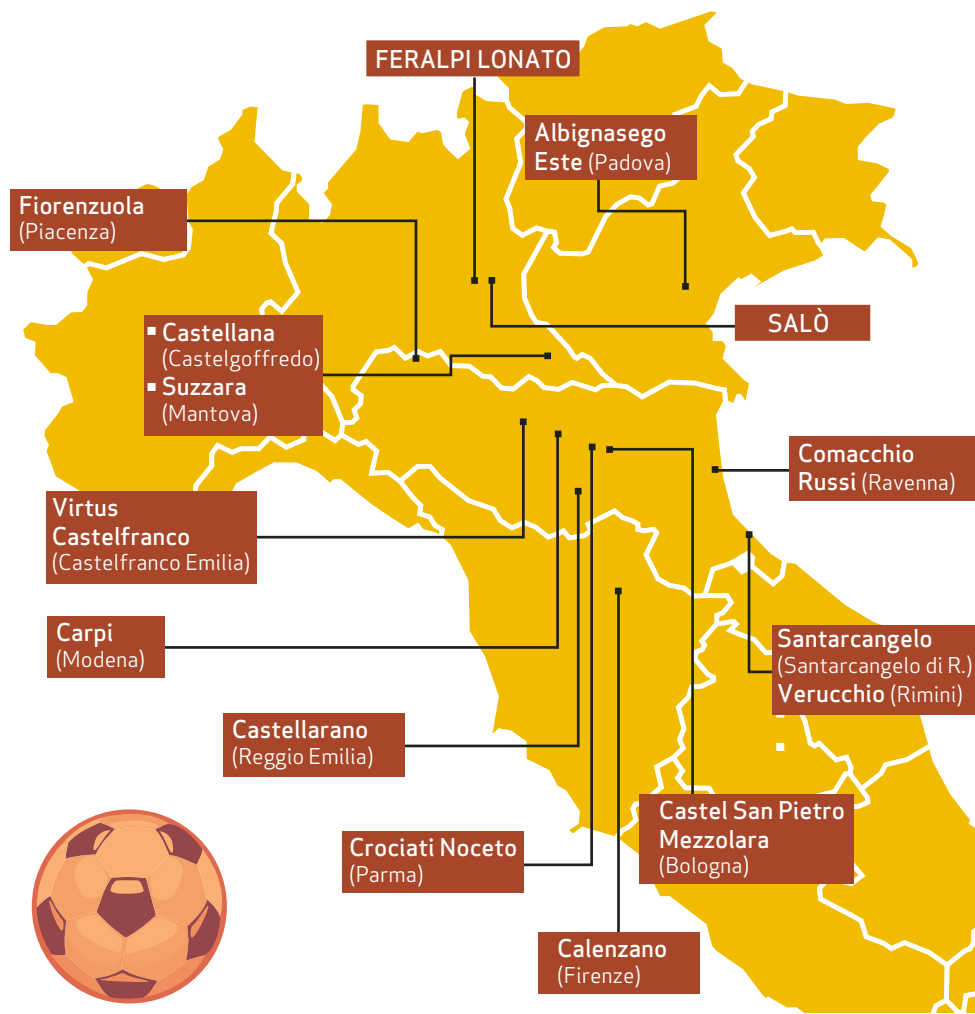 FERALPI LONATO
Albignasego
Este (Padova)
Fiorenzuola
(Piacenza)
SALÒ
Castellana
(Castelgoffredo)
Suzzara
(Mantova)
Comacchio
Russi (Ravenna)
Virtus
Castelfranco
(Castelfranco Emilia)
Carpi
(Modena)
Santarcangelo
(Santarcangelo di R.)
Verucchio (Rimini)
Castellarano
(Reggio Emilia)
Castel San Pietro
Mezzolara
(Bologna)
Crociati Noceto
(Parma)
Calenzano
(Firenze)